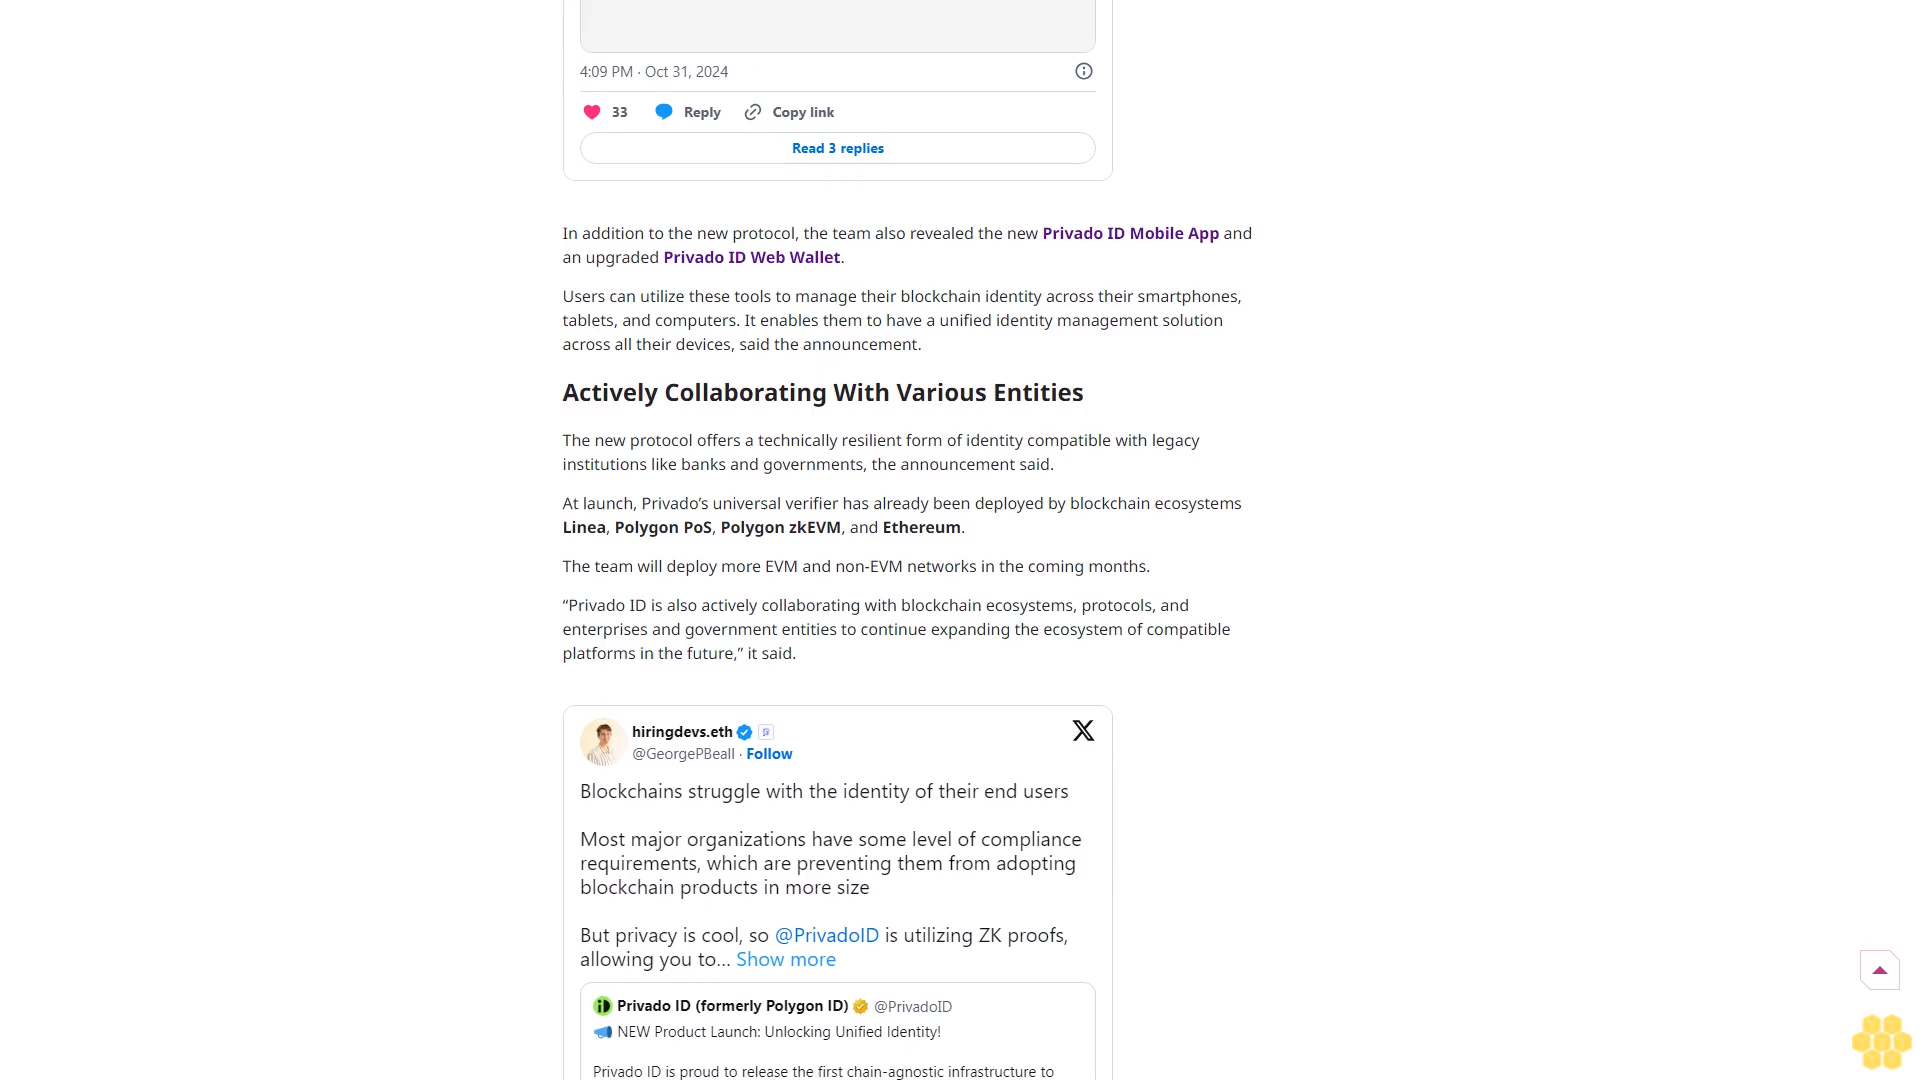 4:09 PM · Oct 31, 2024
33 Reply Copy link
Read 3 replies
In addition to the new protocol, the team also revealed the new Privado ID Mobile App and
an upgraded Privado ID Web Wallet.
Users can utilize these tools to manage their blockchain identity across their smartphones,
tablets, and computers. It enables them to have a unified identity management solution
across all their devices, said the announcement.
Actively Collaborating With Various Entities
The new protocol offers a technically resilient form of identity compatible with legacy
institutions like banks and governments, the announcement said.
At launch, Privado’s universal verifier has already been deployed by blockchain ecosystems
Linea, Polygon PoS, Polygon zkEVM, and Ethereum.
The team will deploy more EVM and non-EVM networks in the coming months.
“Privado ID is also actively collaborating with blockchain ecosystems, protocols, and
enterprises and government entities to continue expanding the ecosystem of compatible
platforms in the future,” it said.
hiringdevs.eth
@GeorgePBeall · Follow
Blockchains struggle with the identity of their end users
Most major organizations have some level of compliance
requirements, which are preventing them from adopting
blockchain products in more size
But privacy is cool, so @PrivadoID is utilizing ZK proofs,
allowing you to… Show more
Privado ID (formerly Polygon ID) @PrivadoID
NEW Product Launch: Unlocking Unified Identity!
Privado ID is proud to release the first chain-agnostic infrastructure to